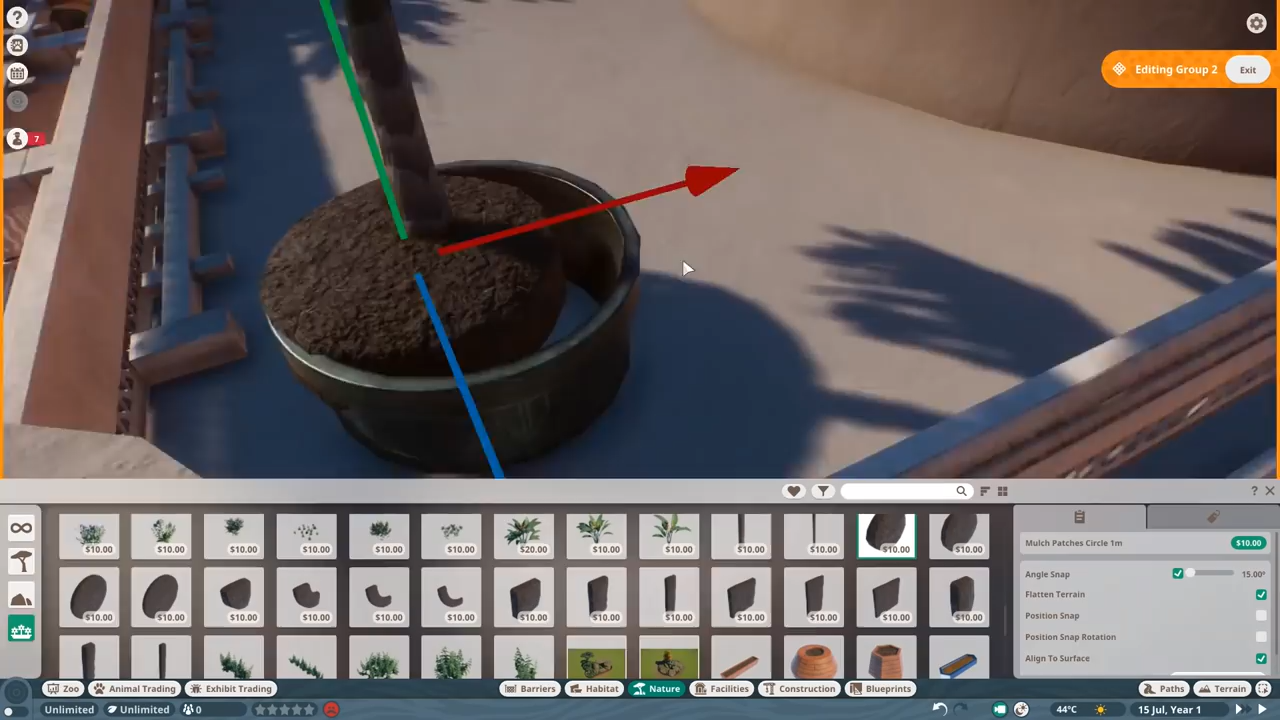 ?
Editing Group 2 Exit
7
? ×
$10.00 $10.00 $10.00 $10.00 $10.00 $10.00 $20.00 $10.00 $10.00 $10.00 $10.00 $10.00 $10.00
Mulch Patches Circle 1m $10.00
Angle Snap 15.00°
$10.00 $10.00 $10.00 $10.00 $10.00 $10.00 $10.00 $10.00 $10.00 $10.00 $10.00 $10.00 $10.00
Flatten Terrain
Position Snap
Position Snap Rotation
Align To Surface
Zoo Animal Trading Exhibit Trading Barriers Habitat Nature Facilities Construction Blueprints Paths Terrain
Unlimited Unlimited 0 44°C 15 Jul, Year 1